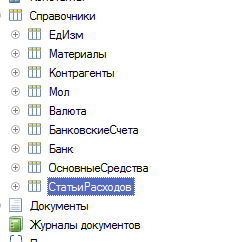 Справочники
ЕдИзм
Материалы
Контрагенты
Мол
Валюта
БанковскиеСчета
Банк
ОсновныеСредства
СтатьиРасходов
Документы
Журналы документов